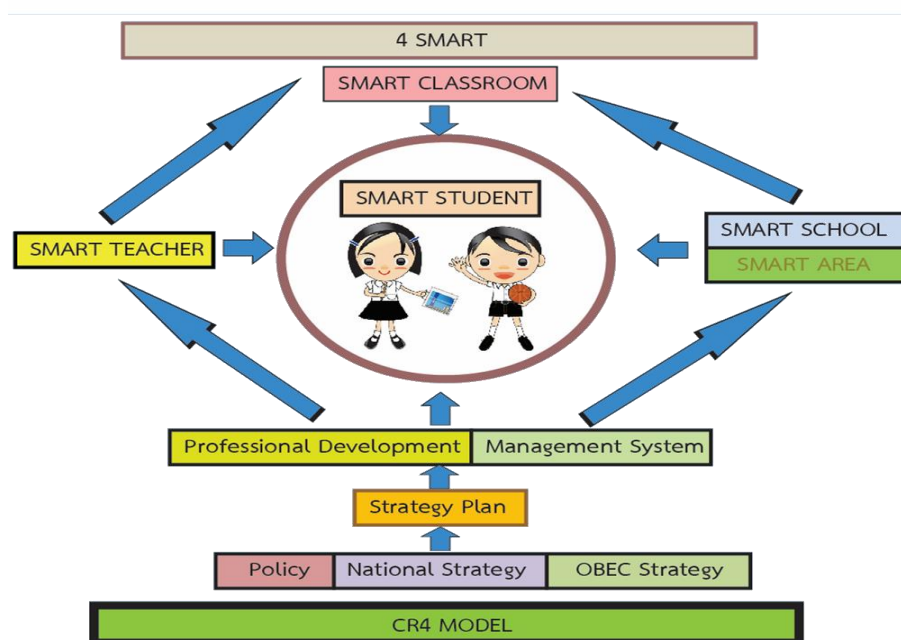 4 SMART
SMART CLASSROOM
SMART STUDENT
SMART TEACHER
SMART SCHOOL
SMART AREA
Professional Development
Management System
Strategy Plan
Policy
National Strategy
OBEC Strategy
CR4 MODEL